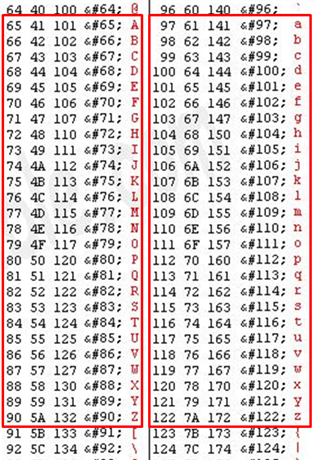 64 40 100 &#64; @ 96 60 140 &#96; `
65 41 101 &#65; A 97 61 141 &#97; a
66 42 102 &#66; B 98 62 142 &#98; b
67 43 103 &#67; C 99 63 143 &#99; c
68 44 104 &#68; D 100 64 144 &#100; d
69 45 105 &#69; E 101 65 145 &#101; e
70 46 106 &#70; F 102 66 146 &#102; f
71 47 107 &#71; G 103 67 147 &#103; g
72 48 110 &#72; H 104 68 150 &#104; h
73 49 111 &#73; I 105 69 151 &#105; i
74 4A 112 &#74; J 106 6A 152 &#106; j
75 4B 113 &#75; K 107 6B 153 &#107; k
76 4C 114 &#76; L 108 6C 154 &#108; l
77 4D 115 &#77; M 109 6D 155 &#109; m
78 4E 116 &#78; N 110 6E 156 &#110; n
79 4F 117 &#79; O 111 6F 157 &#111; o
80 50 120 &#80; P 112 70 160 &#112; p
81 51 121 &#81; Q 113 71 161 &#113; q
82 52 122 &#82; R 114 72 162 &#114; r
83 53 123 &#83; S 115 73 163 &#115; s
84 54 124 &#84; T 116 74 164 &#116; t
85 55 125 &#85; U 117 75 165 &#117; u
86 56 126 &#86; V 118 76 166 &#118; v
87 57 127 &#87; W 119 77 167 &#119; w
88 58 130 &#88; X 120 78 170 &#120; x
89 59 131 &#89; Y 121 79 171 &#121; y
90 5A 132 &#90; Z 122 7A 172 &#122; z
91 5B 133 &#91; [ 123 7B 173 &#123; {
92 5C 134 &#92; \ 124 7C 174 &#124; |